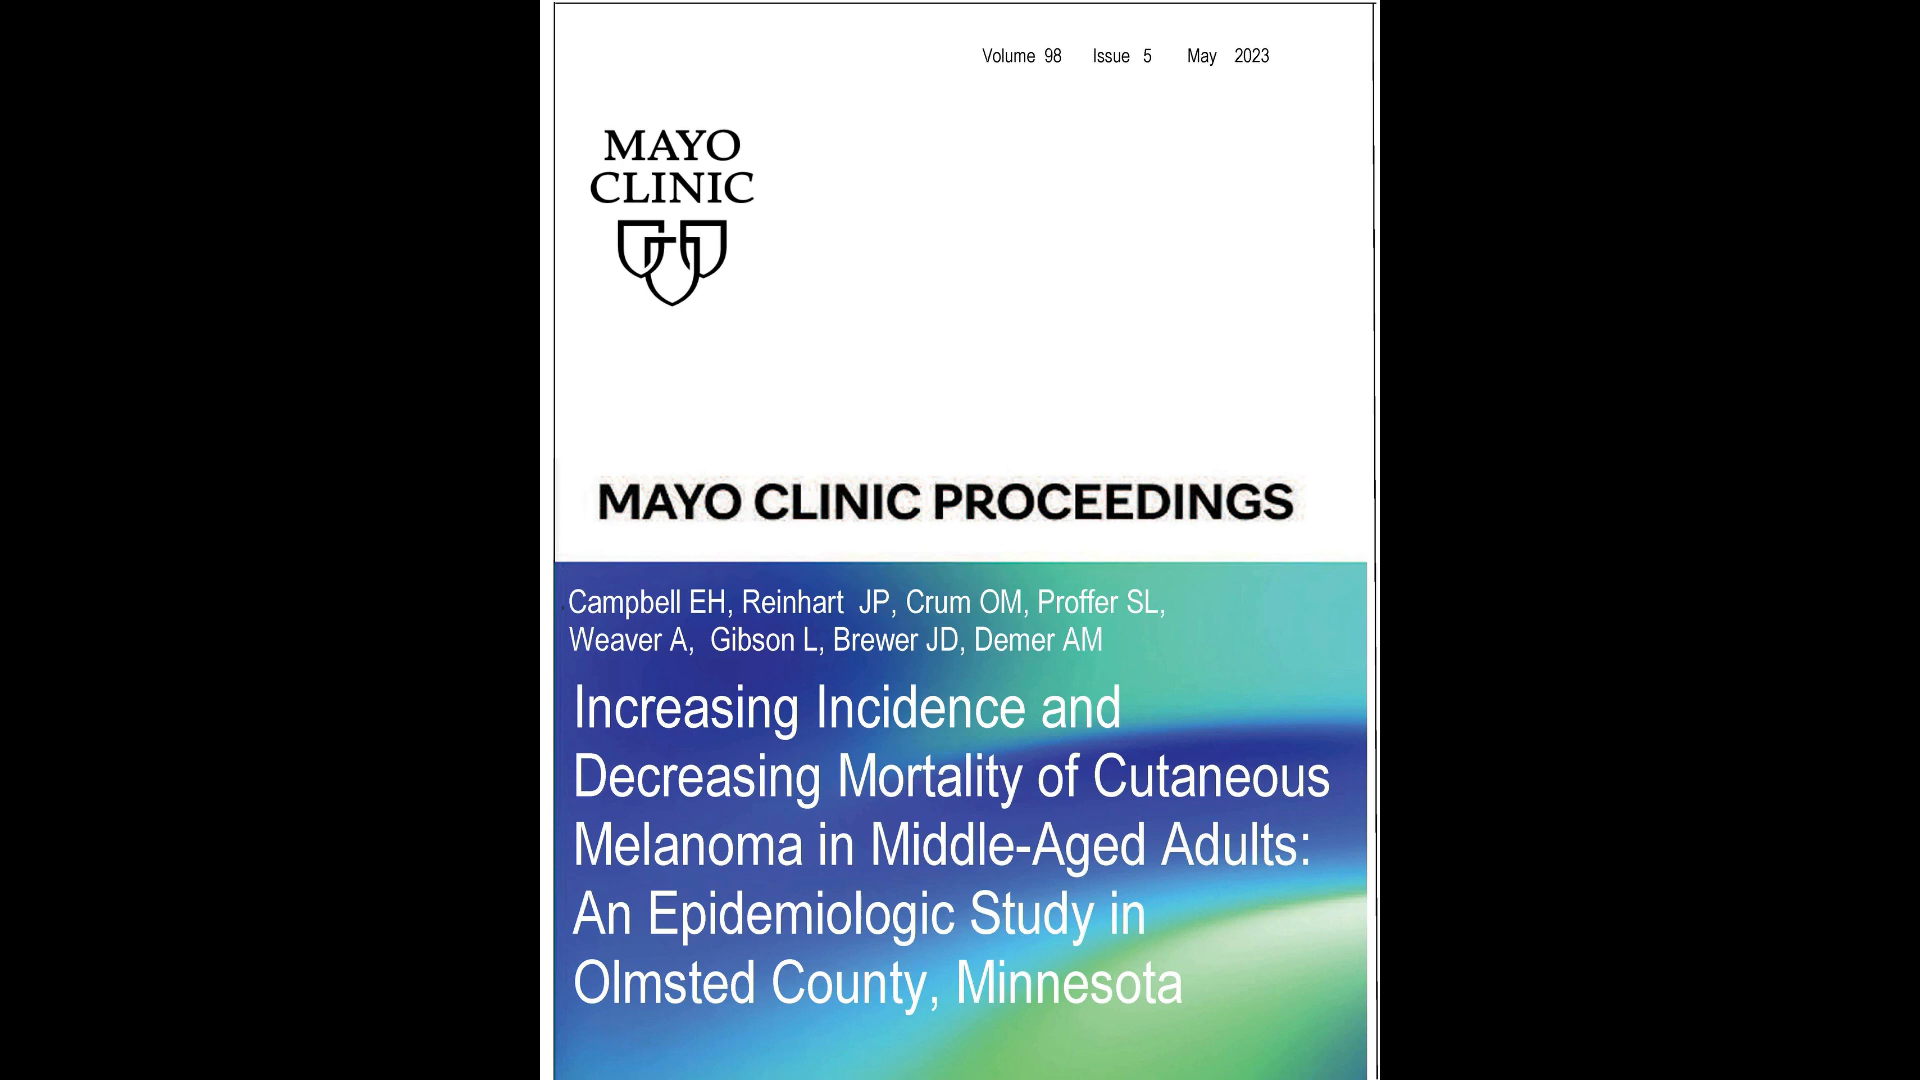 Volume 98 Issue 5 May 2023
MAYO
CLINIC
MAYO CLINIC PROCEEDINGS
Campbell EH, Reinhart JP, Crum OM, Proffer SL,
Weaver A, Gibson L, Brewer JD, Demer AM
Increasing Incidence and
Decreasing Mortality of Cutaneous
Melanoma in Middle-Aged Adults:
An Epidemiologic Study in
Olmsted County, Minnesota